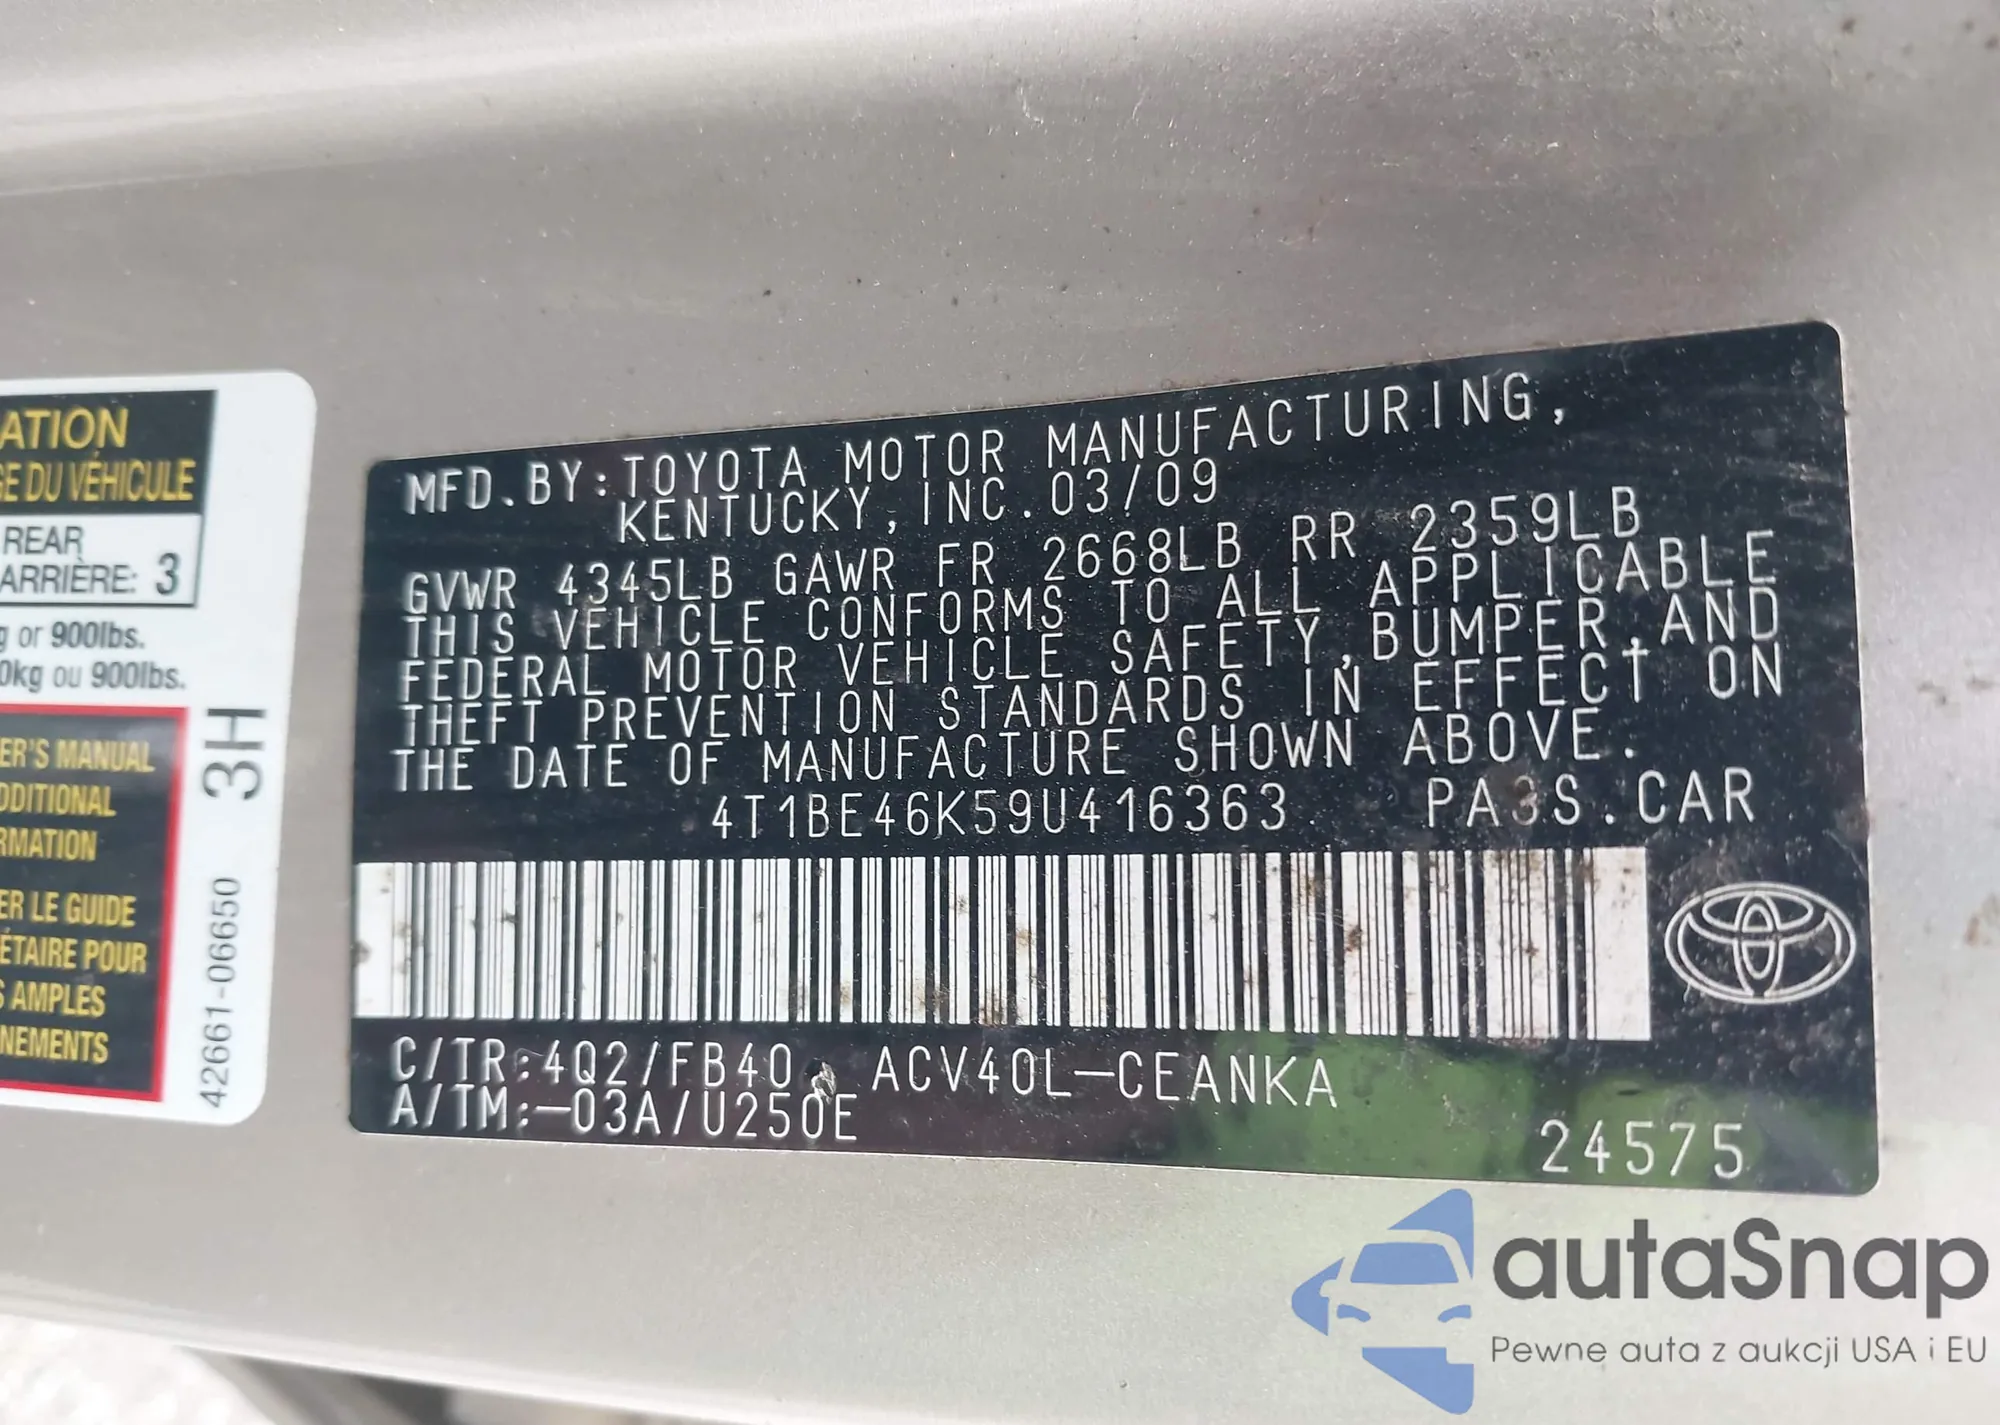 ATION
GE DU VÉHICULE
REAR
ARRIÈRE: 3
g or 900lbs.
0kg ou 900lbs.
ER'S MANUAL
DDITIONAL
RMATION
ER LE GUIDE
ÉTAIRE POUR
S AMPLES
NEMENTS
3H
42661-06650
MFD.BY:TOYOTA MOTOR MANUFACTURING,
KENTUCKY, INC. 03/09
GVWR 4345LB GAWR FR 2668LB RR 2359LB
THIS VEHICLE CONFORMS TO ALL APPLICABLE
FEDERAL MOTOR VEHICLE SAFETY,BUMPER,AND
THEFT PREVENTION STANDARDS IN EFFECT ON
THE DATE OF MANUFACTURE SHOWN ABOVE.
4T1BE46K59U416363 PASS.CAR
C/TR:4Q2/FB40 ACV40L-CEANKA
A/TM:-03A/U250E
24575
autaSnap
Pewne auta z aukcji USA i EU